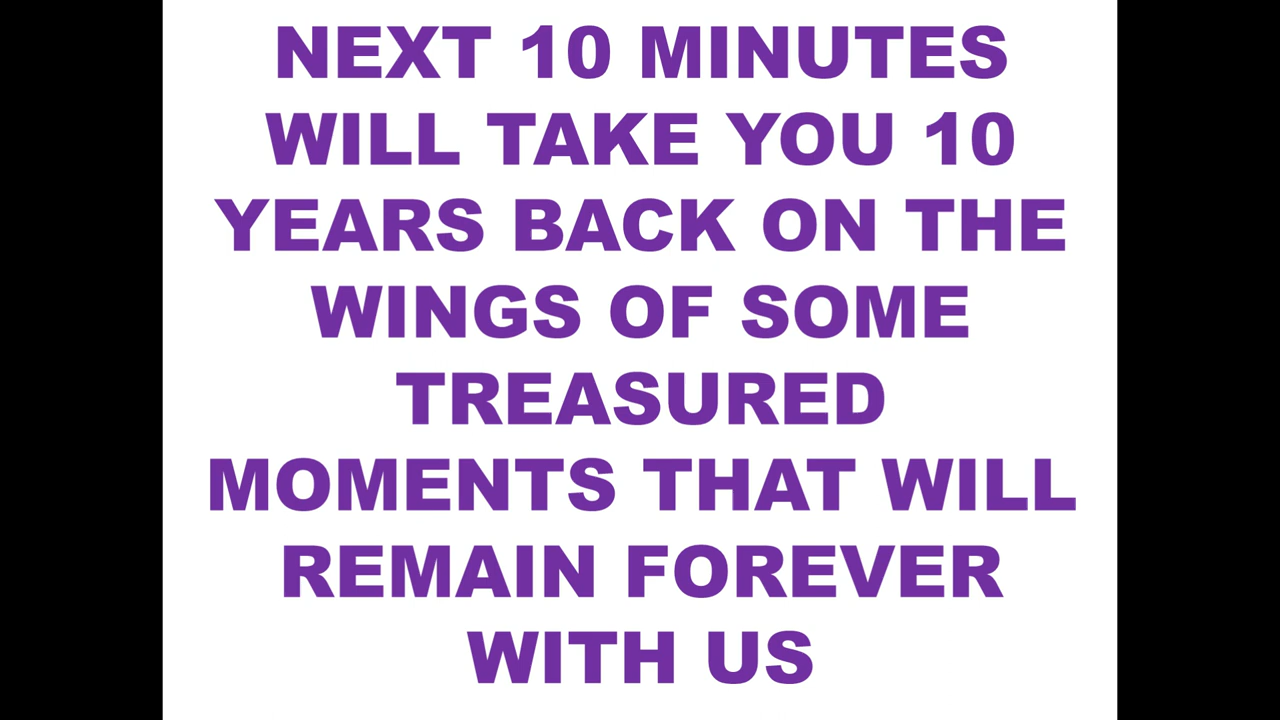 NEXT 10 MINUTES
WILL TAKE YOU 10
YEARS BACK ON THE
WINGS OF SOME
TREASURED
MOMENTS THAT WILL
REMAIN FOREVER
WITH US